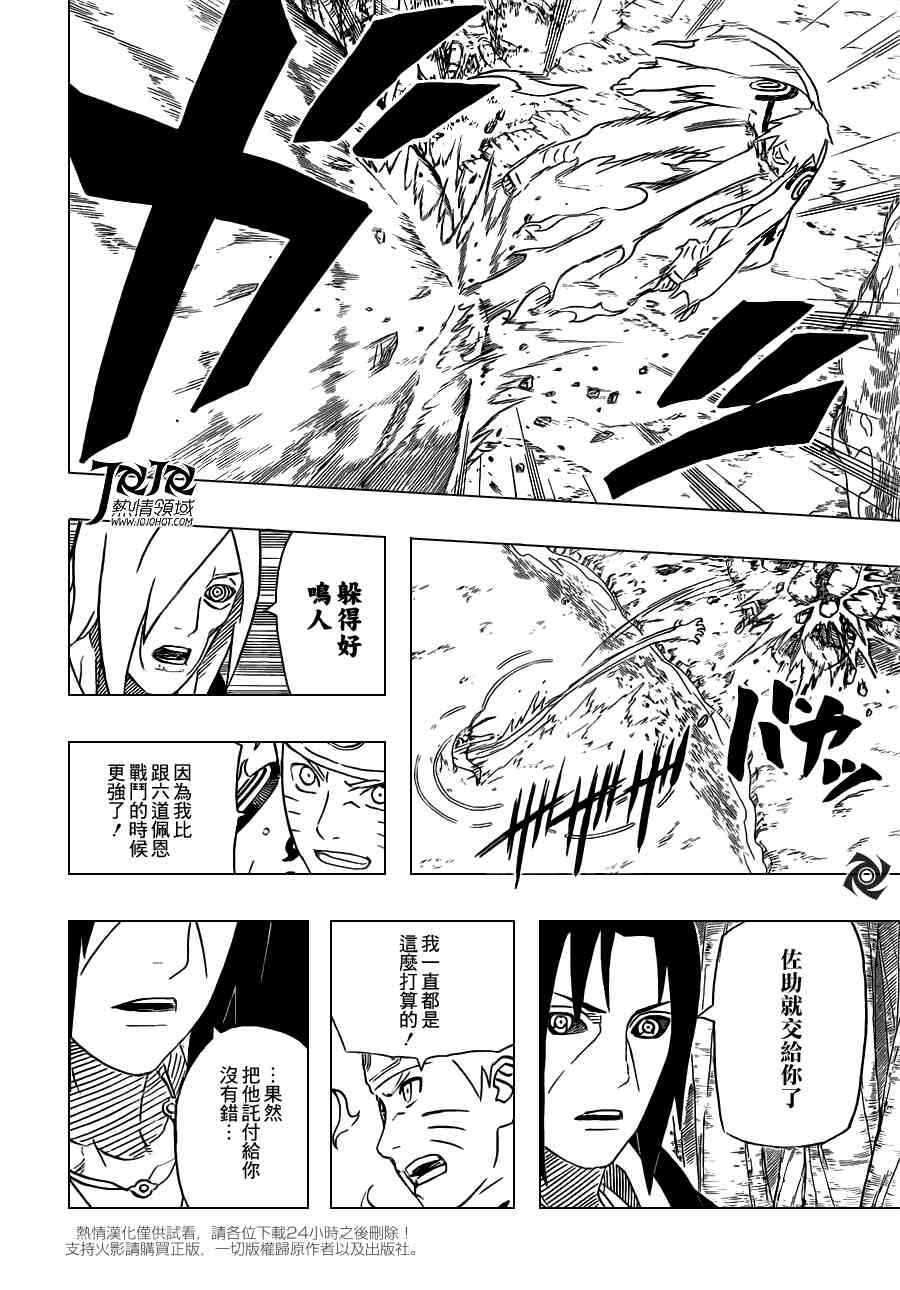 ガガッ
JOJO
熱情領域
WWW.JOJOHOT.COM
躲得好
鳴人
バヤッ
因為我比
跟六道佩恩
戰鬥的時候
更強了！
佐助就交給你了
我一直都是
這麼打算的！
…果然
把他託付給你
沒有錯…
熱情漢化僅供試看，請各位下載24小時之後刪除！
支持火影請購買正版，一切版權歸原作者以及出版社。